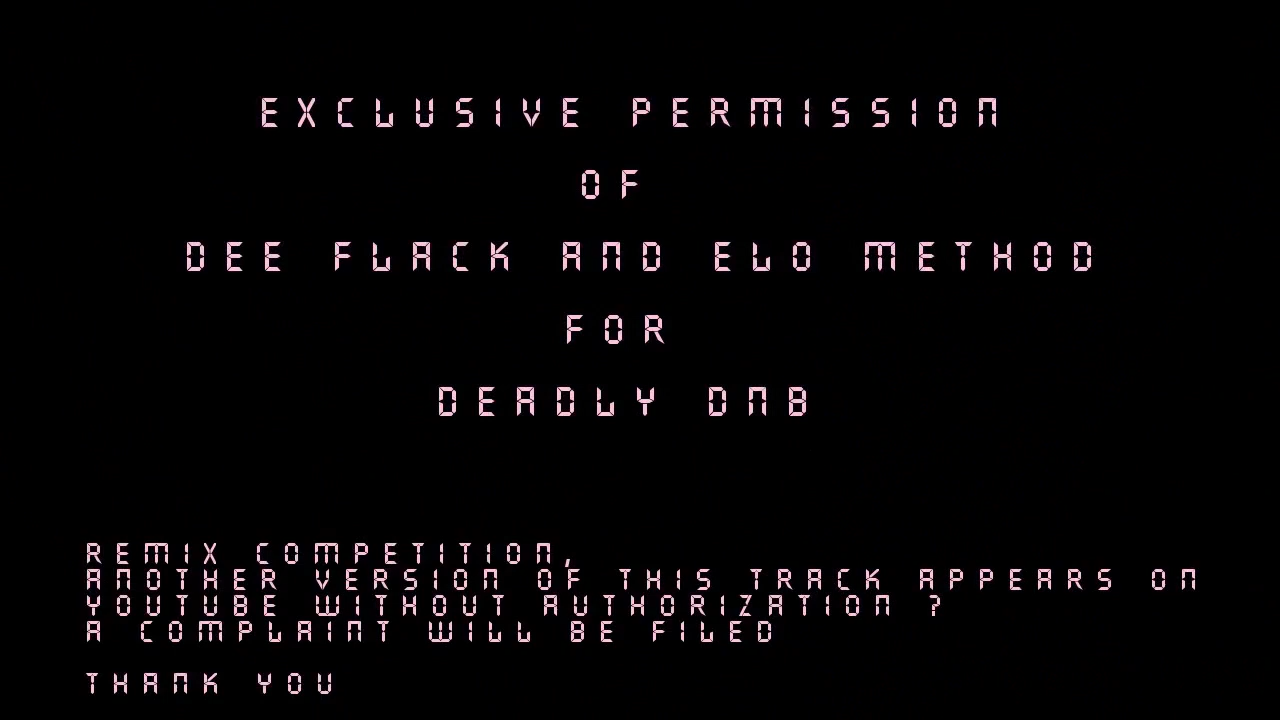 EXCLUSIVE PERMISSION
OF
DEE FLACK AND ELO METHOD
FOR
DEADLY DNB
REMIX COMPETITION,
ANOTHER VERSION OF THIS TRACK APPEARS ON
YOUTUBE WITHOUT AUTHORIZATION ?
A COMPLAINT WILL BE FILED
THANK YOU